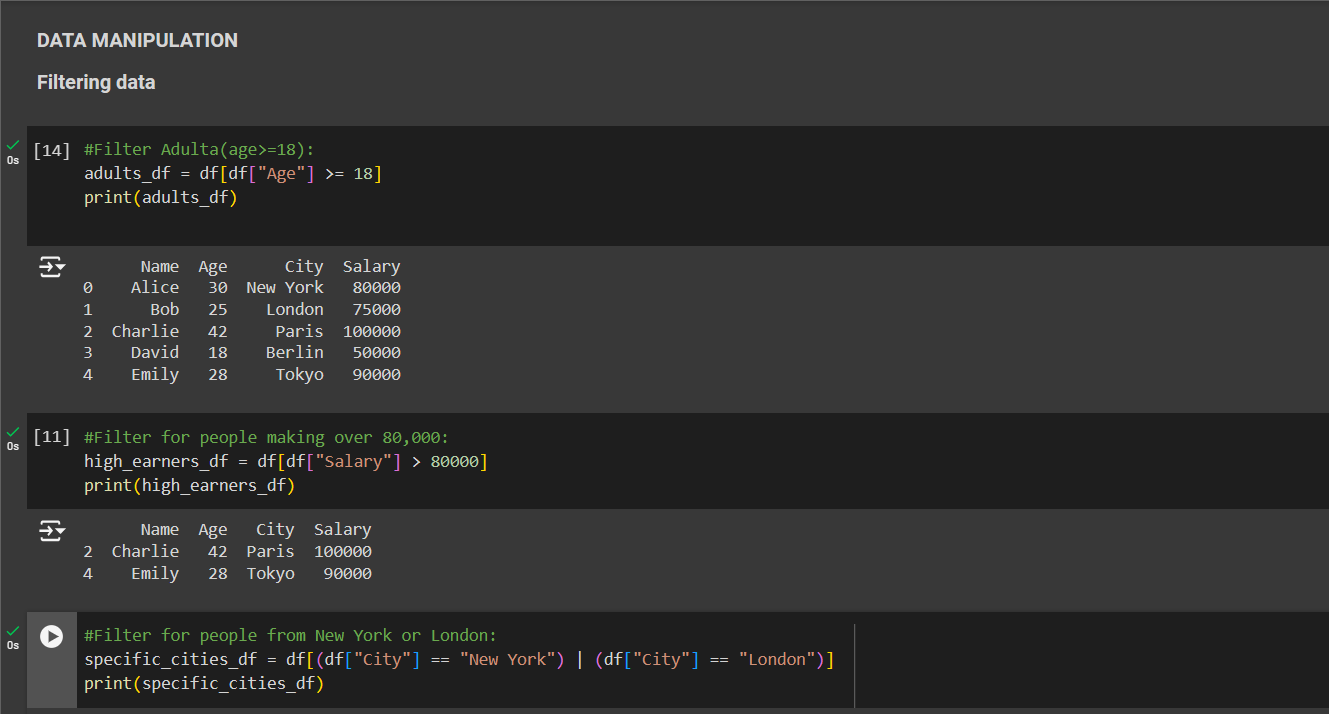 DATA MANIPULATION
Filtering data
[14] #Filter Adulta(age>=18):
adults_df = df[df["Age"] >= 18]
print(adults_df)
0s
Name Age City Salary
0 Alice 30 New York 80000
1 Bob 25 London 75000
2 Charlie 42 Paris 100000
3 David 18 Berlin 50000
4 Emily 28 Tokyo 90000
[11] #Filter for people making over 80,000:
0s
high_earners_df = df[df["Salary"] > 80000]
print(high_earners_df)
Name Age City Salary
2 Charlie 42 Paris 100000
4 Emily 28 Tokyo 90000
#Filter for people from New York or London:
0s
specific_cities_df = df[(df["City"] == "New York") | (df["City"] == "London")]
print(specific_cities_df)